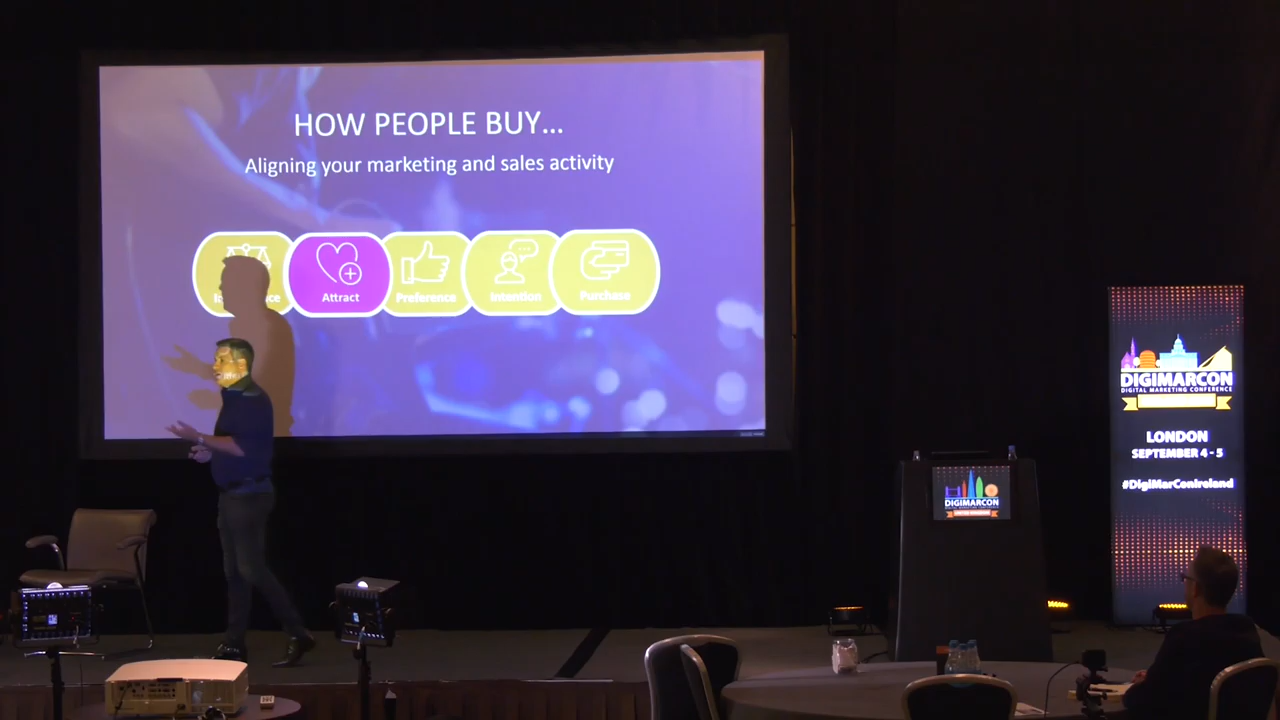 HOW PEOPLE BUY...
Aligning your marketing and sales activity
Attract
Preference
Intention
Purchase
DIGIMARCON
DIGITAL MARKETING CONFERENCE
LONDON
SEPTEMBER 4 - 5
#DigiMarConIreland
DIGIMARCON